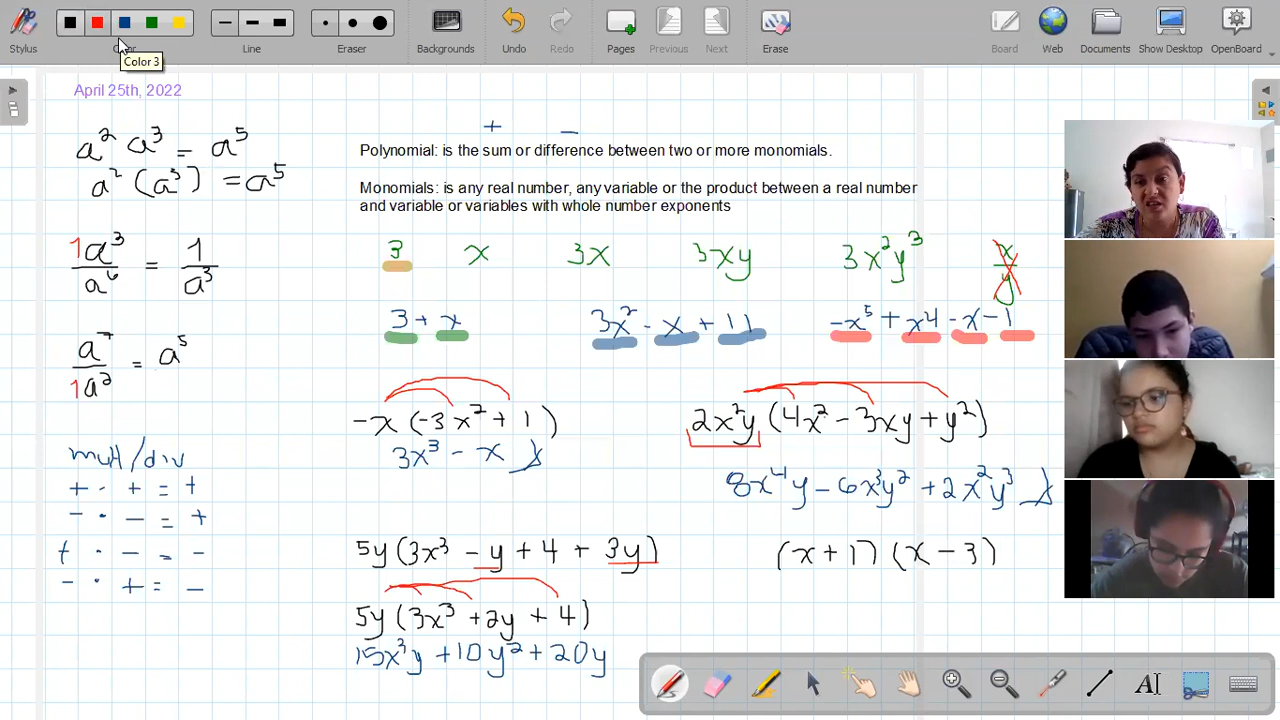 Stylus
Color
Line
Eraser
Backgrounds
Undo
Redo
Pages
Previous
Next
Erase
Board
Web
Documents
Show Desktop
OpenBoard
Color 3
April 25th, 2022
a² a³ = a⁵
a² (a³) = a⁵
1a³/a⁶ = 1/a³
a⁷/1a² = a⁵
mult/div
+ · + = +
- · - = +
+ · - = -
- · + = -
+ -
Polynomial: is the sum or difference between two or more monomials.
Monomials: is any real number, any variable or the product between a real number
and variable or variables with whole number exponents
3 x 3x 3xy 3x²y³ x/y
3 + x 3x² - x + 11 -x⁵ + x4 - x - 1
-x (-3x² + 1)
3x³ - x
2x²y (4x² - 3xy + y²)
8x⁴y - 6x³y² + 2x²y³
5y(3x³ - y + 4 + 3y)
5y(3x³ + 2y + 4)
15x³y + 10y² + 20y
(x + 17) (x - 3)